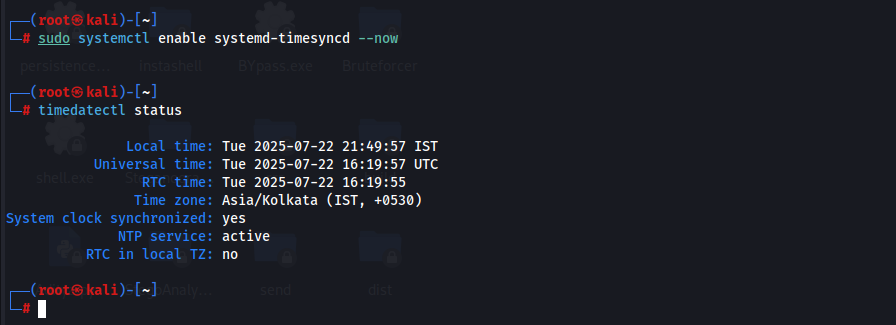 ┌──(root㉿kali)-[~]
└─# sudo systemctl enable systemd-timesyncd --now
persistence... instashell BYpass.exe Bruteforcer
┌──(root㉿kali)-[~]
└─# timedatectl status
Local time: Tue 2025-07-22 21:49:57 IST
Universal time: Tue 2025-07-22 16:19:57 UTC
shell.exe
RTC time: Tue 2025-07-22 16:19:55
Time zone: Asia/Kolkata (IST, +0530)
System clock synchronized: yes
NTP service: active
RTC in local TZ: no
┌──(root㉿kali)-[~]
send dist
└─#